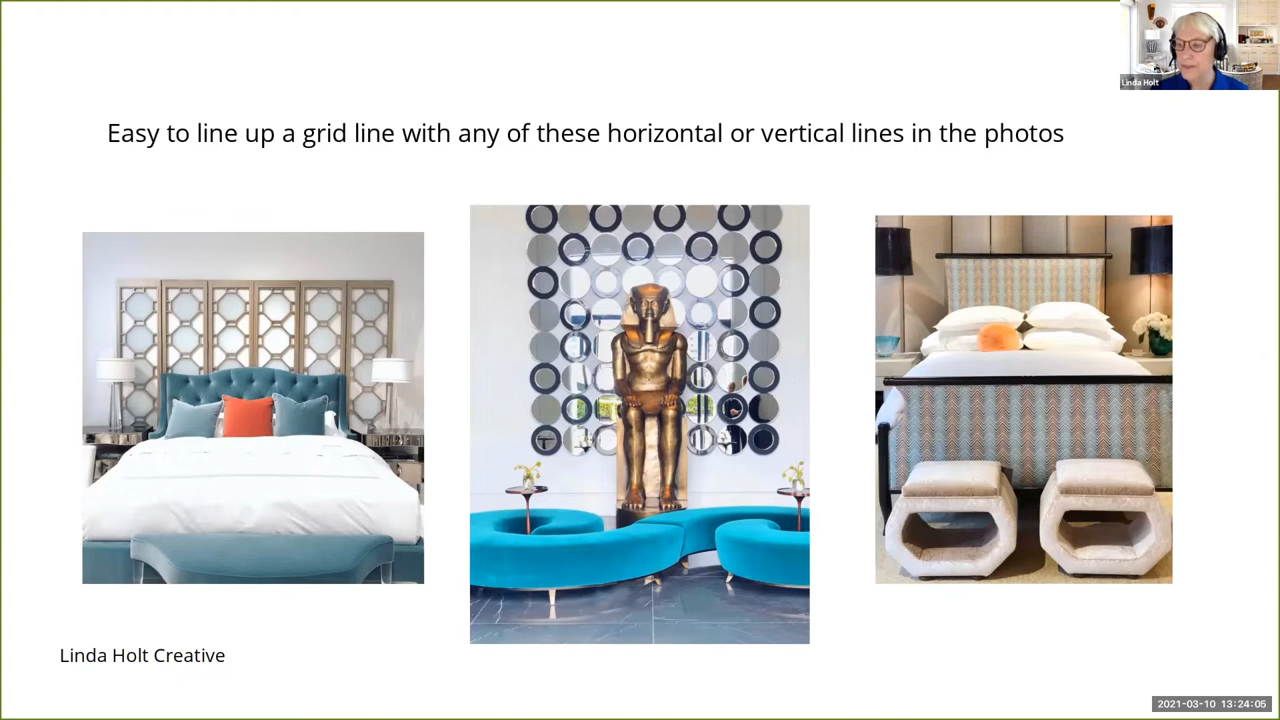 Linda Holt
Easy to line up a grid line with any of these horizontal or vertical lines in the photos
Linda Holt Creative
2021-03-10 13:24:05